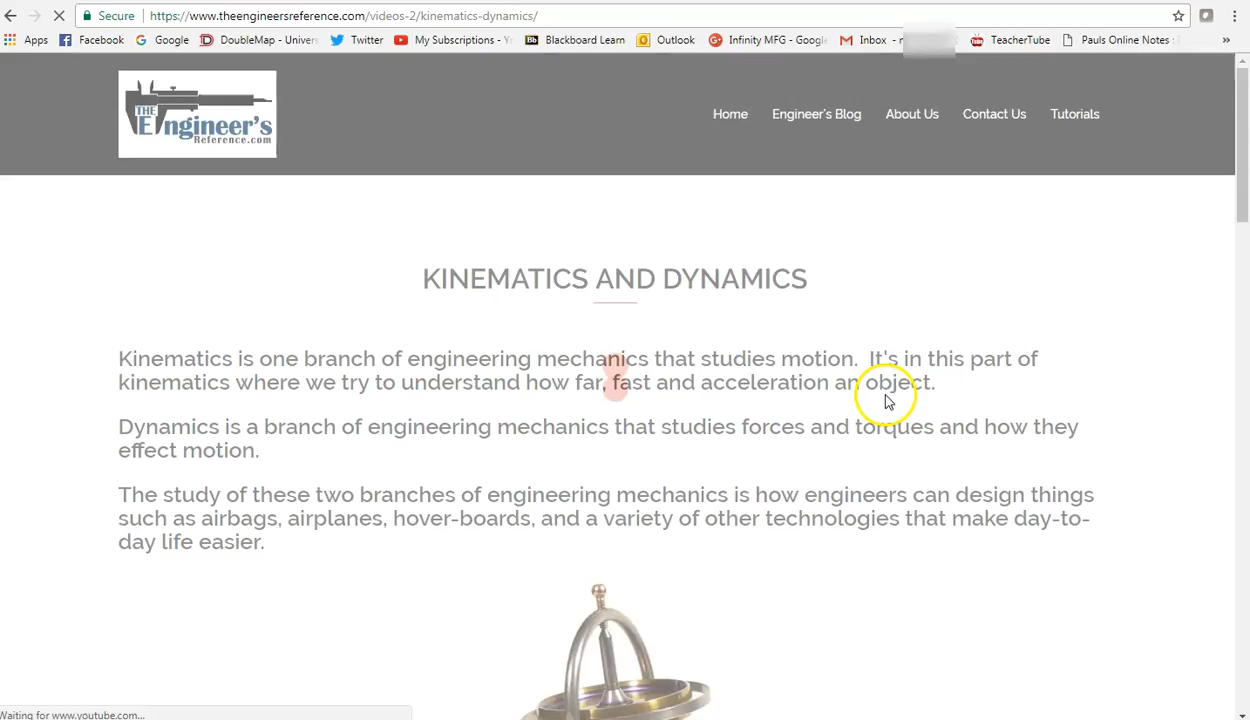 Secure https://www.theengineersreference.com/videos-2/kinematics-dynamics/
Apps Facebook Google DoubleMap - Univers Twitter My Subscriptions - Blackboard Learn Outlook Infinity MFG - Google Inbox - TeacherTube Pauls Online Notes : »
THE
Engineer's
Reference.com
Home Engineer's Blog About Us Contact Us Tutorials
KINEMATICS AND DYNAMICS
Kinematics is one branch of engineering mechanics that studies motion. It's in this part of
kinematics where we try to understand how far, fast and acceleration an object.
Dynamics is a branch of engineering mechanics that studies forces and torques and how they
effect motion.
The study of these two branches of engineering mechanics is how engineers can design things
such as airbags, airplanes, hover-boards, and a variety of other technologies that make day-to-
day life easier.
Waiting for www.youtube.com...